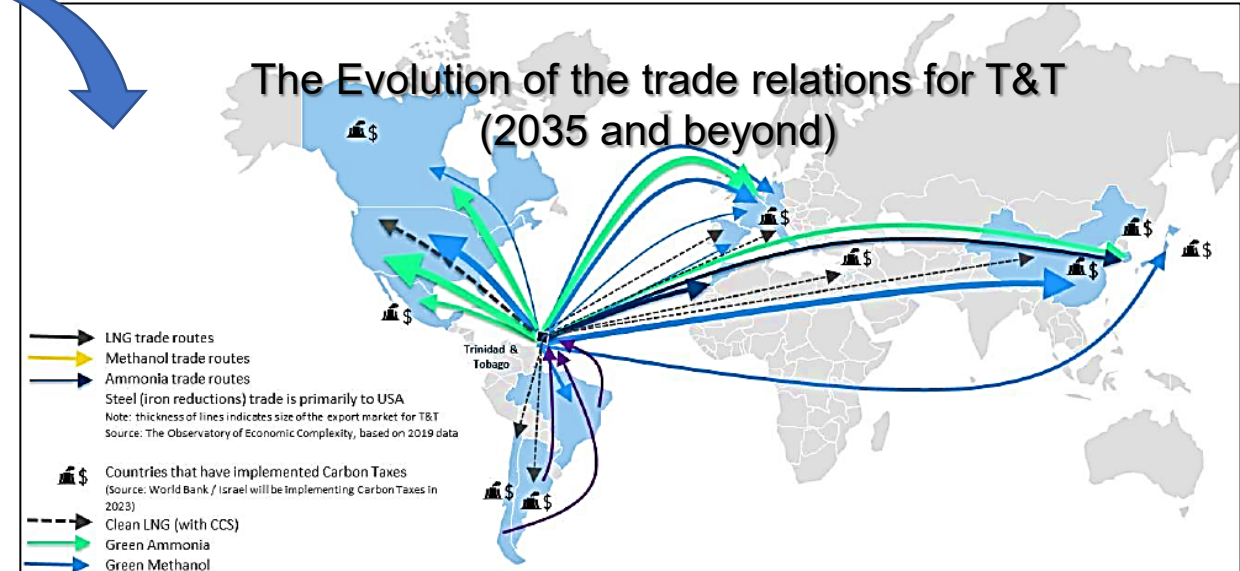 The Evolution of the trade relations for T&T
(2035 and beyond)
$
$
$
$
$
$
$
$
$
Trinidad &
Tobago
LNG trade routes
Methanol trade routes
Ammonia trade routes
Steel (iron reductions) trade is primarily to USA
Note: thickness of lines indicates size of the export market for T&T
Source: The Observatory of Economic Complexity, based on 2019 data
$ Countries that have implemented Carbon Taxes
(Source: World Bank / Israel will be implementing Carbon Taxes in
2023)
Clean LNG (with CCS)
Green Ammonia
Green Methanol